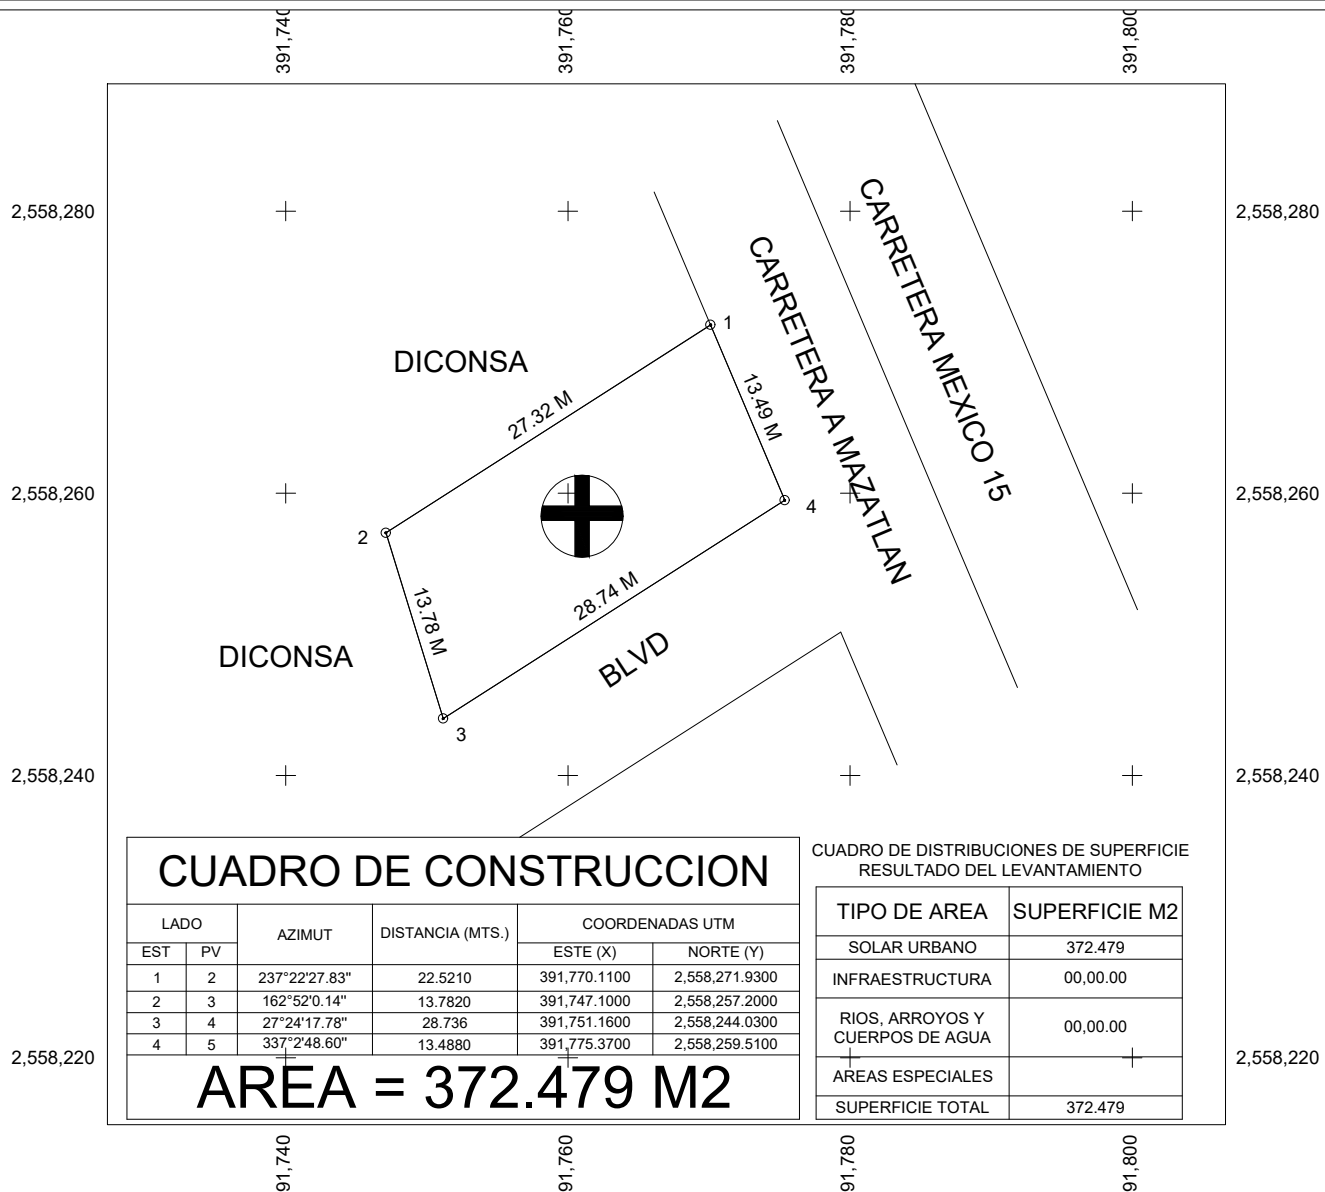 391,740
391,760
391,780
391,800
2,558,280
2,558,280
CARRETERA MEXICO 15
CARRETERA A MAZATLAN
1
DICONSA
27.32 M
13.49 M
2,558,260
2,558,260
4
2
28.74 M
13.78 M
BLVD
DICONSA
3
2,558,240
2,558,240
CUADRO DE CONSTRUCCION
LADO
AZIMUT
DISTANCIA (MTS.)
COORDENADAS UTM
EST PV
ESTE (X) NORTE (Y)
1 2 237°22'27.83" 22.5210 391,770.1100 2,558,271.9300
2 3 162°52'0.14" 13.7820 391,747.1000 2,558,257.2000
3 4 27°24'17.78" 28.736 391,751.1600 2,558,244.0300
4 5 337°2'48.60" 13.4880 391,775.3700 2,558,259.5100
AREA = 372.479 M2
CUADRO DE DISTRIBUCIONES DE SUPERFICIE
RESULTADO DEL LEVANTAMIENTO
TIPO DE AREA SUPERFICIE M2
SOLAR URBANO 372.479
INFRAESTRUCTURA 00,00.00
RIOS, ARROYOS Y
CUERPOS DE AGUA 00,00.00
AREAS ESPECIALES
SUPERFICIE TOTAL 372.479
2,558,220
2,558,220
91,740
91,760
91,780
91,800